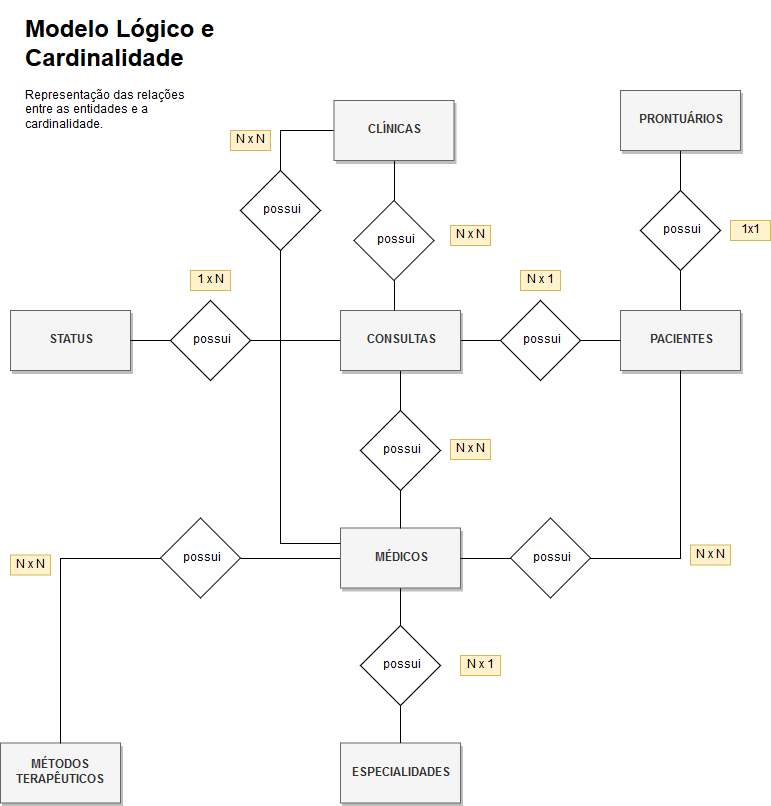 Modelo Lógico e
Cardinalidade
Representação das relações
entre as entidades e a
cardinalidade.
PRONTUÁRIOS
CLÍNICAS
N x N
possui
possui
N x N
possui
1x1
1 x N
N x 1
STATUS
possui
CONSULTAS
possui
PACIENTES
possui
N x N
N x N
possui
MÉDICOS
possui
N x N
possui
N x 1
MÉTODOS
TERAPÊUTICOS
ESPECIALIDADES